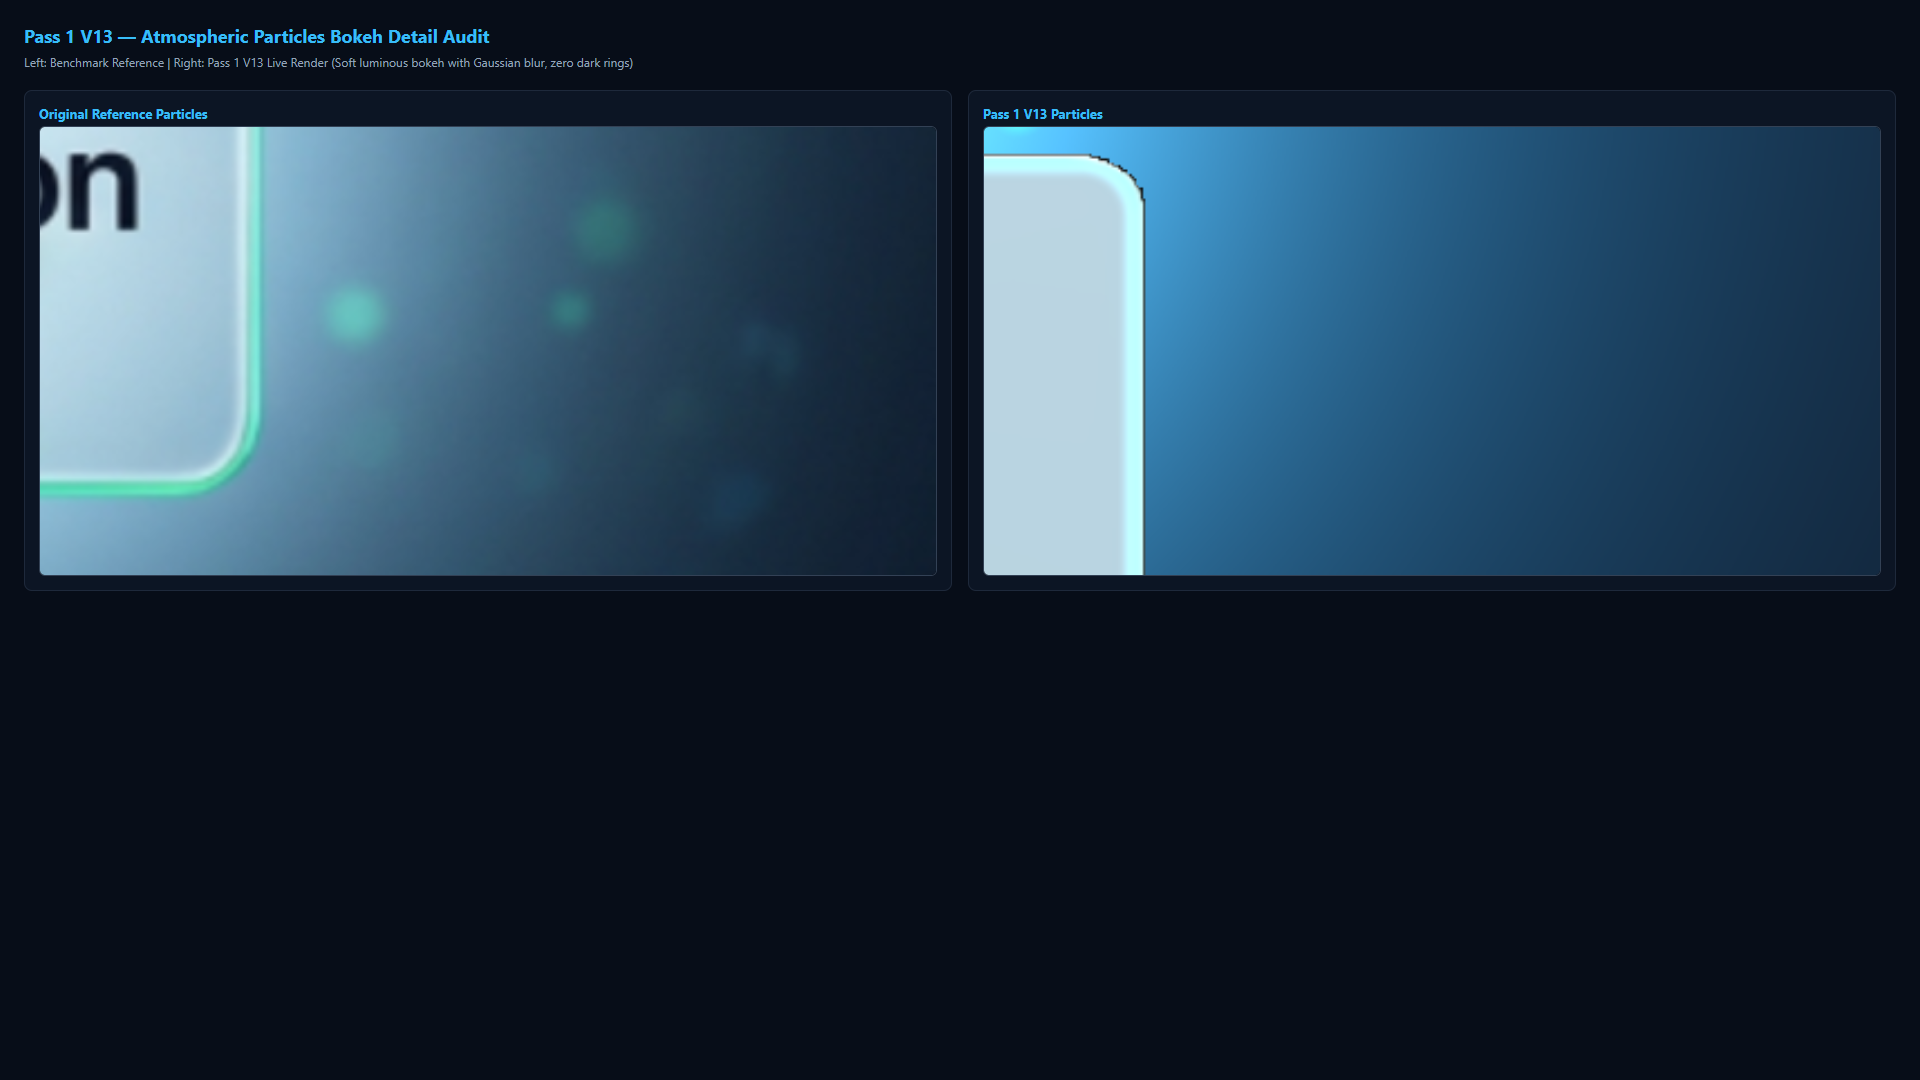 Pass 1 V13 — Atmospheric Particles Bokeh Detail Audit
Left: Benchmark Reference | Right: Pass 1 V13 Live Render (Soft luminous bokeh with Gaussian blur, zero dark rings)
Original Reference Particles
Pass 1 V13 Particles
on